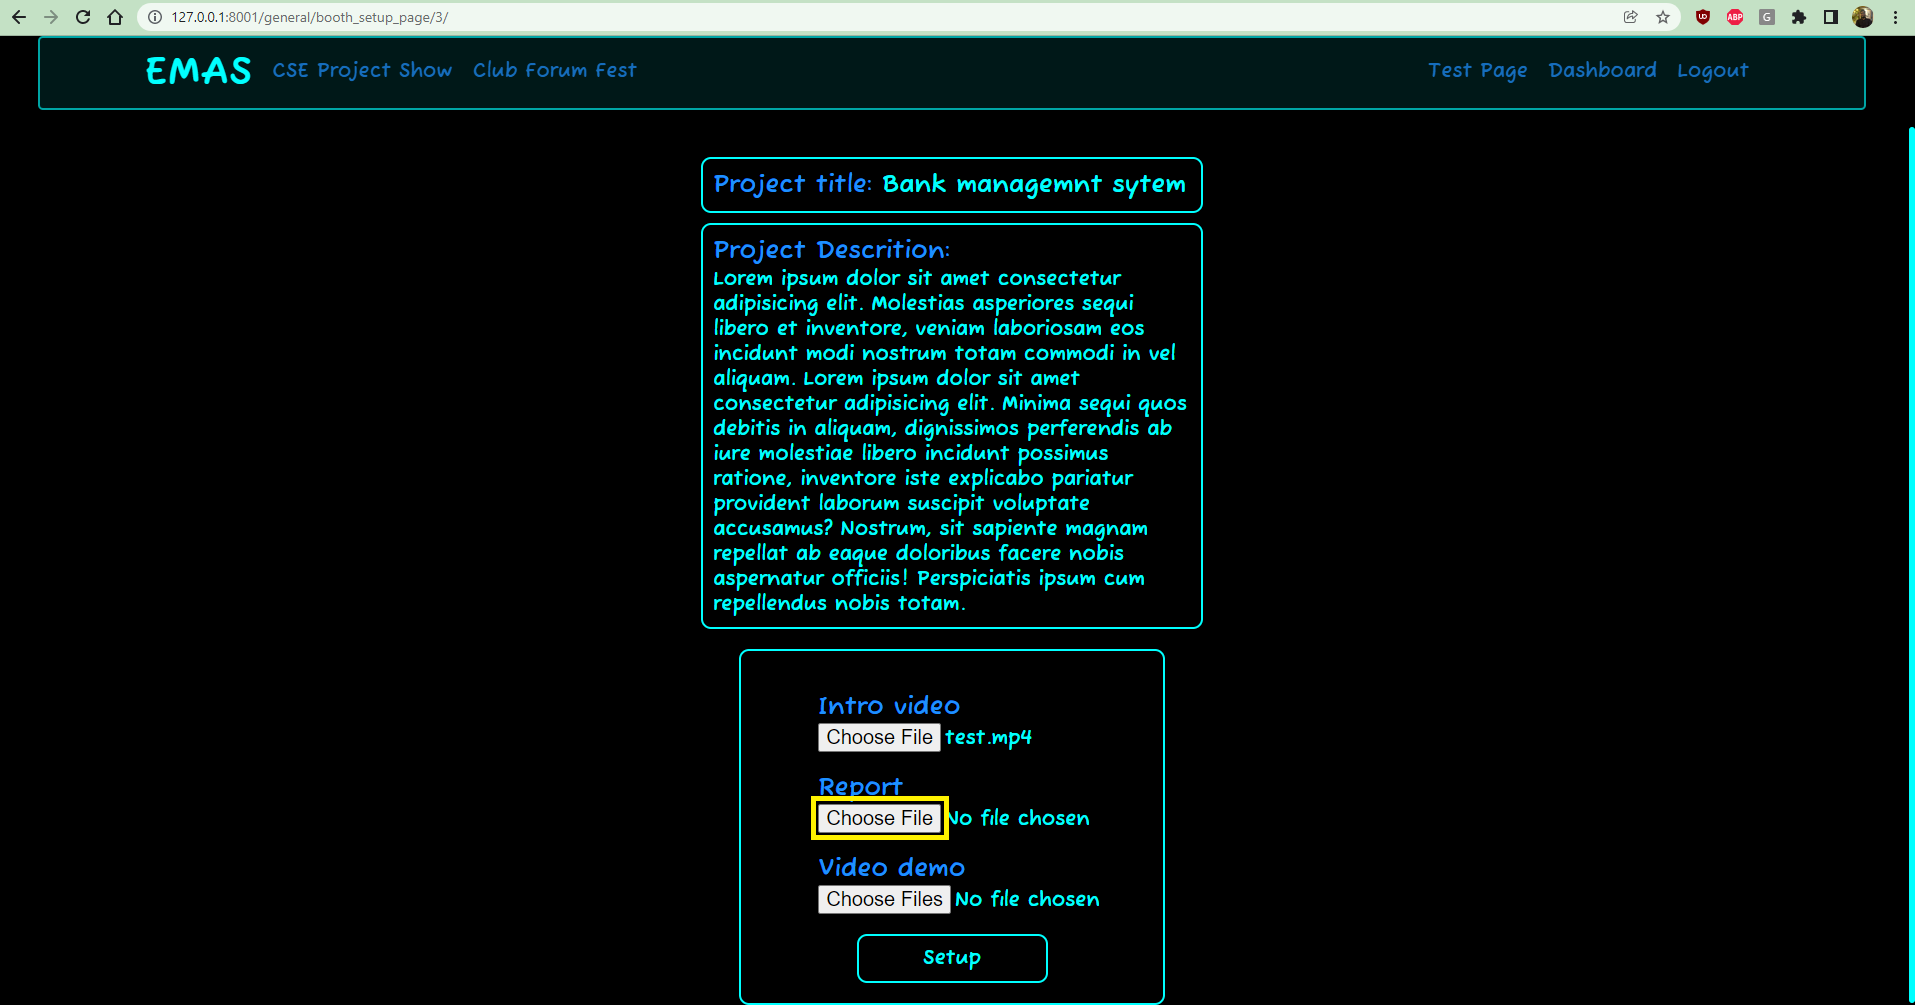 127.0.0.1:8001/general/booth_setup_page/3/
ABP
G
EMAS CSE Project Show Club Forum Fest Test Page Dashboard Logout
Project title: Bank managemnt sytem
Project Descrition:
Lorem ipsum dolor sit amet consectetur
adipisicing elit. Molestias asperiores sequi
libero et inventore, veniam laboriosam eos
incidunt modi nostrum totam commodi in vel
aliquam. Lorem ipsum dolor sit amet
consectetur adipisicing elit. Minima sequi quos
debitis in aliquam, dignissimos perferendis ab
iure molestiae libero incidunt possimus
ratione, inventore iste explicabo pariatur
provident laborum suscipit voluptate
accusamus? Nostrum, sit sapiente magnam
repellat ab eaque doloribus facere nobis
aspernatur officiis! Perspiciatis ipsum cum
repellendus nobis totam.
Intro video
Choose File test.mp4
Report
Choose File No file chosen
Video demo
Choose Files No file chosen
Setup